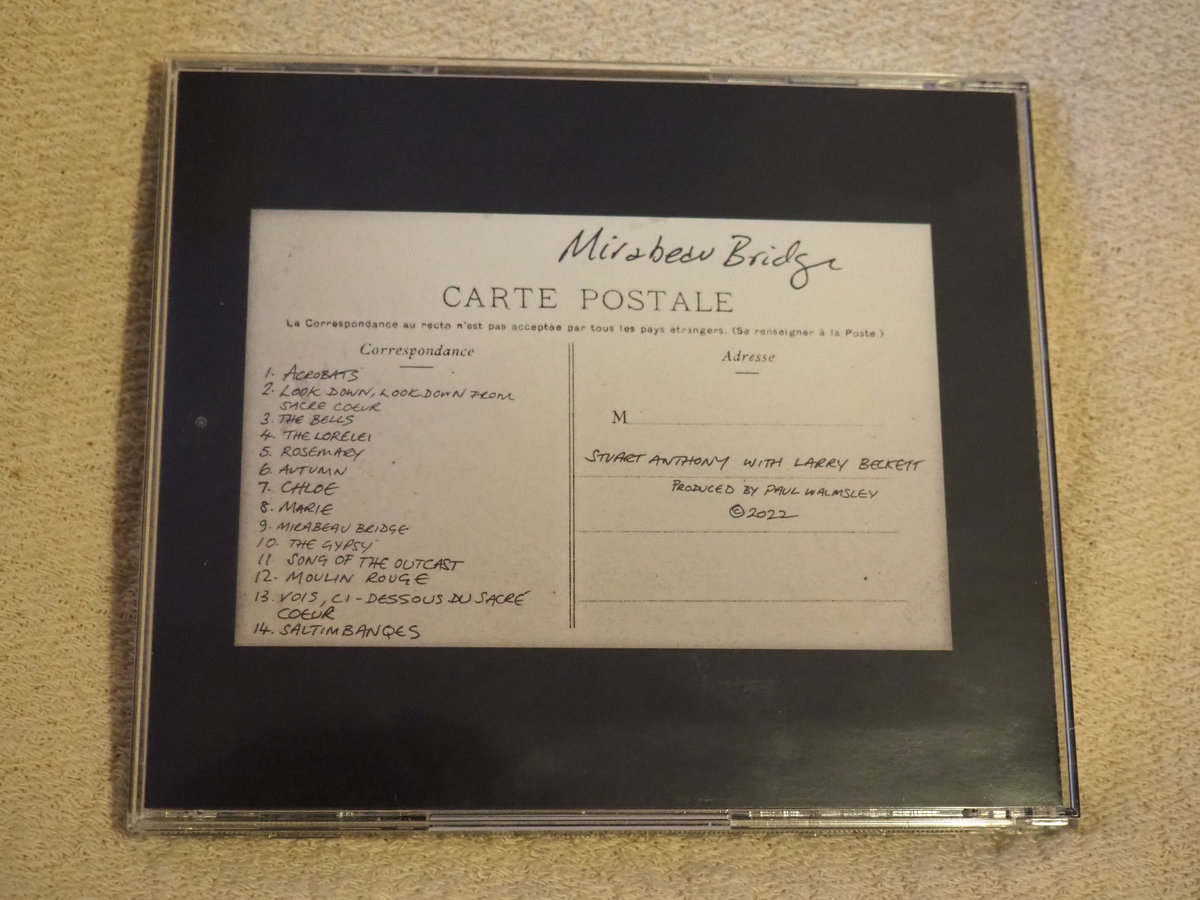 Mirabeau Bridge
CARTE POSTALE
La Correspondance au recto n'est pas acceptée par tous les pays étrangers. (Se renseigner à la Poste.)
Correspondance
1. ACROBATS
2. LOOK DOWN, LOOK DOWN FROM
SACRE COEUR
3. THE BELLS
4. THE LORELEI
5. ROSEMARY
6. AUTUMN
7. CHLOE
8. MARIE
9. MIRABEAU BRIDGE
10. THE GYPSY
11. SONG OF THE OUTCAST
12. MOULIN ROUGE
13. VOIS, CI-DESSOUS DU SACRÉ
COEUR
14. SALTIMBANQES
Adresse
M
STUART ANTHONY WITH LARRY BECKETT
PRODUCED BY PAUL WALMSLEY
©2022